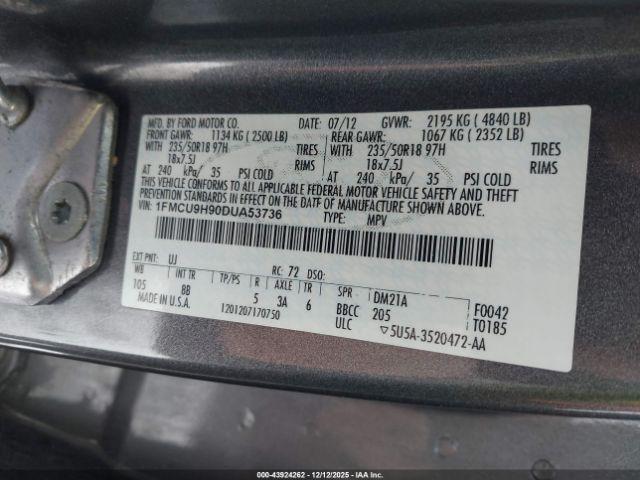 MFD. BY FORD MOTOR CO. DATE: 07/12 GVWR: 2195 KG ( 4840 LB)
FRONT GAWR: 1134 KG ( 2500 LB) REAR GAWR: 1067 KG ( 2352 LB)
WITH 235/50R18 97H TIRES WITH 235/50R18 97H TIRES
18x7.5J RIMS 18x7.5J RIMS
AT 240 kPa/ 35 PSI COLD AT 240 kPa/ 35 PSI COLD
THIS VEHICLE CONFORMS TO ALL APPLICABLE FEDERAL MOTOR VEHICLE SAFETY AND THEFT
PREVENTION STANDARDS IN EFFECT ON THE DATE OF MANUFACTURE SHOWN ABOVE.
VIN: 1FMCU9H90DUA53736 TYPE: MPV
EXT PNT: UJ RC: 72 DSO:
WB INT TR TP/PS R AXLE TR SPR DM21A F0042
105 BB 5 3A 6 BBCC 205 T0185
MADE IN U.S.A. 1201207170750 ULC ▽5U5A-3520472-AA
000-43924262 - 12/12/2025 - IAAI.com